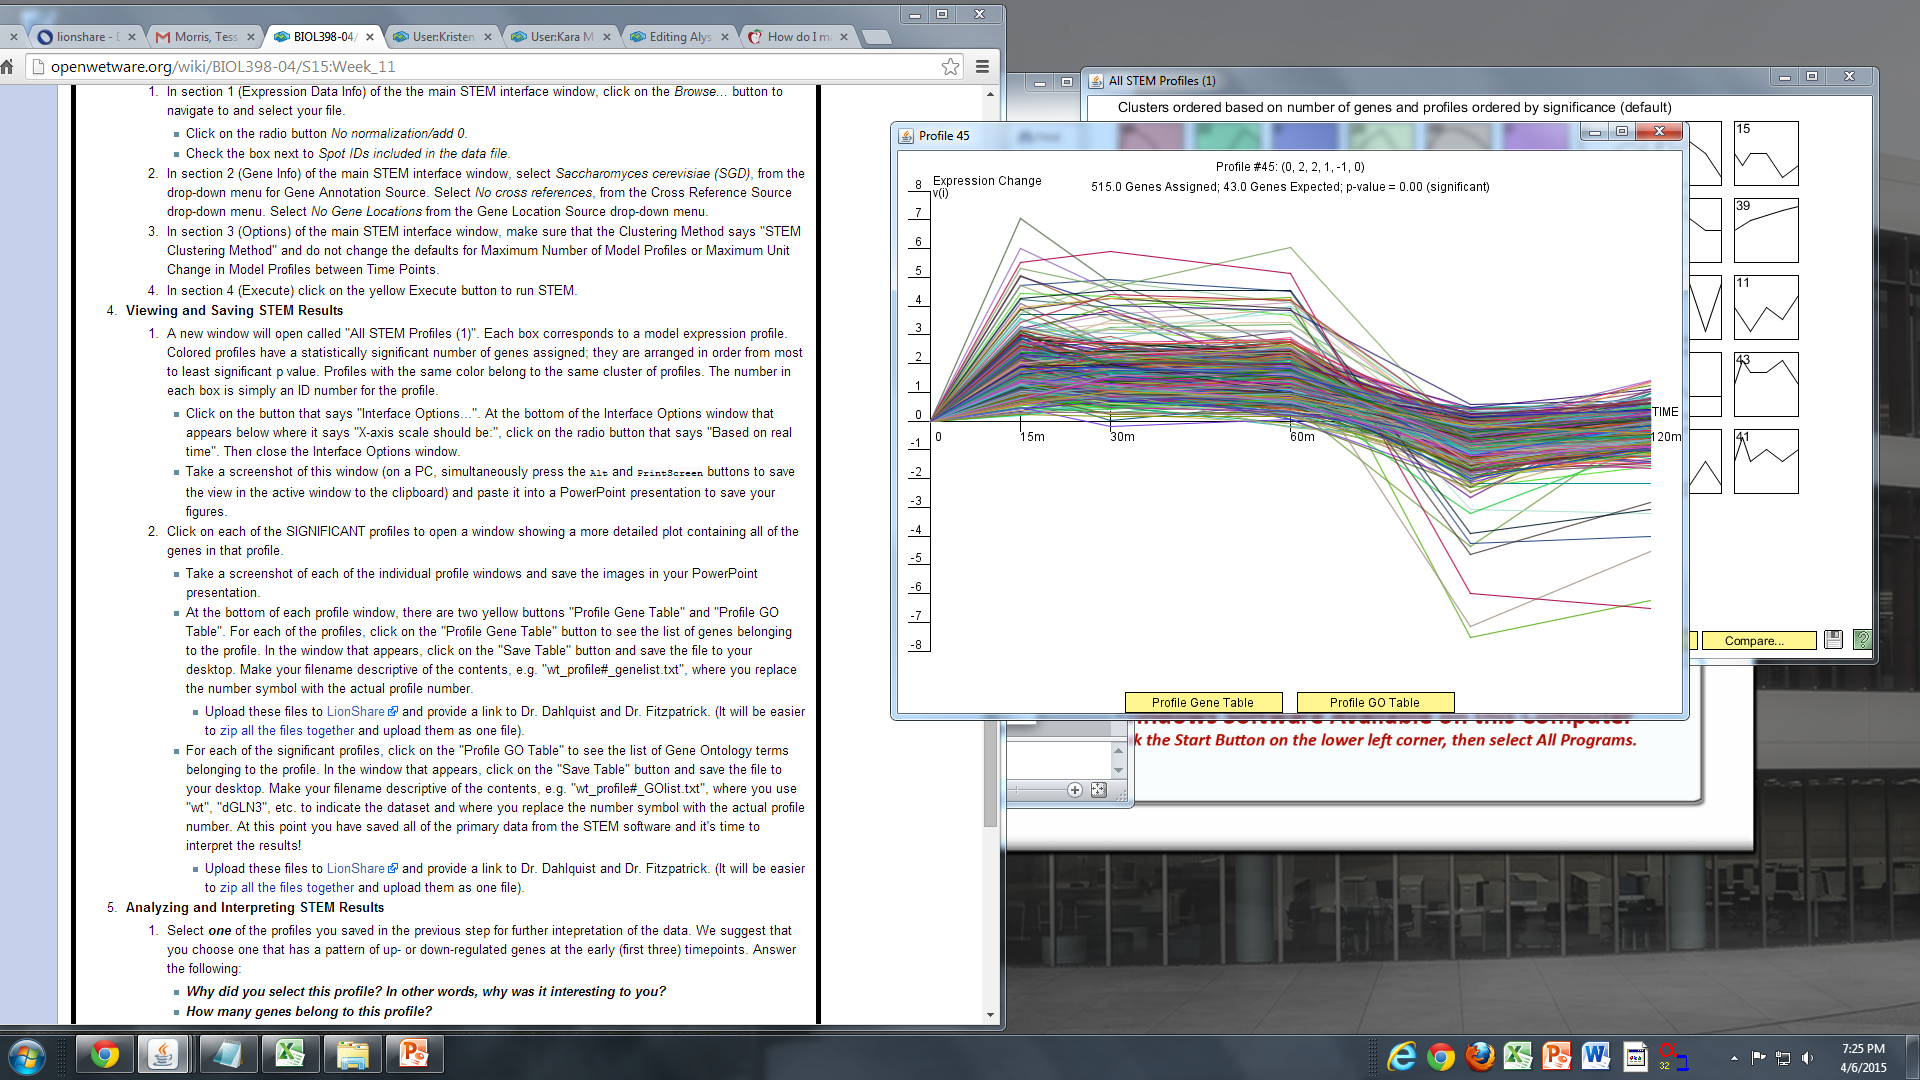 lionshare - 
Morris, Tess
BIOL398-04/
User:Kristen
User:Kara M
Editing Alys
How do I ma
openwetware.org/wiki/BIOL398-04/S15:Week_11
1. In section 1 (Expression Data Info) of the the main STEM interface window, click on the Browse... button to
navigate to and select your file.
Click on the radio button No normalization/add 0.
Check the box next to Spot IDs included in the data file.
2. In section 2 (Gene Info) of the main STEM interface window, select Saccharomyces cerevisiae (SGD), from the
drop-down menu for Gene Annotation Source. Select No cross references, from the Cross Reference Source
drop-down menu. Select No Gene Locations from the Gene Location Source drop-down menu.
3. In section 3 (Options) of the main STEM interface window, make sure that the Clustering Method says "STEM
Clustering Method" and do not change the defaults for Maximum Number of Model Profiles or Maximum Unit
Change in Model Profiles between Time Points.
4. In section 4 (Execute) click on the yellow Execute button to run STEM.
4. Viewing and Saving STEM Results
1. A new window will open called "All STEM Profiles (1)". Each box corresponds to a model expression profile.
Colored profiles have a statistically significant number of genes assigned; they are arranged in order from most
to least significant p value. Profiles with the same color belong to the same cluster of profiles. The number in
each box is simply an ID number for the profile.
Click on the button that says "Interface Options...". At the bottom of the Interface Options window that
appears below where it says "X-axis scale should be:", click on the radio button that says "Based on real
time". Then close the Interface Options window.
Take a screenshot of this window (on a PC, simultaneously press the Alt and PrintScreen buttons to save
the view in the active window to the clipboard) and paste it into a PowerPoint presentation to save your
figures.
2. Click on each of the SIGNIFICANT profiles to open a window showing a more detailed plot containing all of the
genes in that profile.
Take a screenshot of each of the individual profile windows and save the images in your PowerPoint
presentation.
At the bottom of each profile window, there are two yellow buttons "Profile Gene Table" and "Profile GO
Table". For each of the profiles, click on the "Profile Gene Table" button to see the list of genes belonging
to the profile. In the window that appears, click on the "Save Table" button and save the file to your
desktop. Make your filename descriptive of the contents, e.g. "wt_profile#_genelist.txt", where you replace
the number symbol with the actual profile number.
Upload these files to LionShare and provide a link to Dr. Dahlquist and Dr. Fitzpatrick. (It will be easier
to zip all the files together and upload them as one file).
For each of the significant profiles, click on the "Profile GO Table" to see the list of Gene Ontology terms
belonging to the profile. In the window that appears, click on the "Save Table" button and save the file to
your desktop. Make your filename descriptive of the contents, e.g. "wt_profile#_GOlist.txt", where you use
"wt", "dGLN3", etc. to indicate the dataset and where you replace the number symbol with the actual profile
number. At this point you have saved all of the primary data from the STEM software and it's time to
interpret the results!
Upload these files to LionShare and provide a link to Dr. Dahlquist and Dr. Fitzpatrick. (It will be easier
to zip all the files together and upload them as one file).
5. Analyzing and Interpreting STEM Results
1. Select one of the profiles you saved in the previous step for further intepretation of the data. We suggest that
you choose one that has a pattern of up- or down-regulated genes at the early (first three) timepoints. Answer
the following:
Why did you select this profile? In other words, why was it interesting to you?
How many genes belong to this profile?
All STEM Profiles (1)
Clusters ordered based on number of genes and profiles ordered by significance (default)
15
39
11
43
41
Compare...
Profile 45
Profile #45: (0, 2, 2, 1, -1, 0)
515.0 Genes Assigned; 43.0 Genes Expected; p-value = 0.00 (significant)
Expression Change
v(i)
8
7
6
5
4
3
2
1
0
-1
-2
-3
-4
-5
-6
-7
-8
0 15m 30m 60m 120m
TIME
Profile Gene Table
Profile GO Table
k the Start Button on the lower left corner, then select All Programs.
32
7:25 PM
4/6/2015